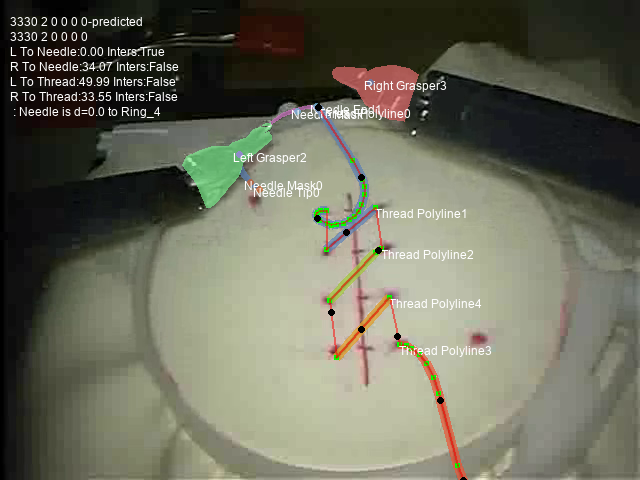 3330 2 0 0 0 0-predicted
3330 2 0 0 0 0
L To Needle:0.00 Inters:True
R To Needle:34.07 Inters:False
L To Thread:49.99 Inters:False
R To Thread:33.55 Inters:False
: Needle is d=0.0 to Ring_4
Right Grasper3
Needle End1
Polyline0
Left Grasper2
Needle Mask0
Needle Tip0
Thread Polyline1
Thread Polyline2
Thread Polyline4
Thread Polyline3